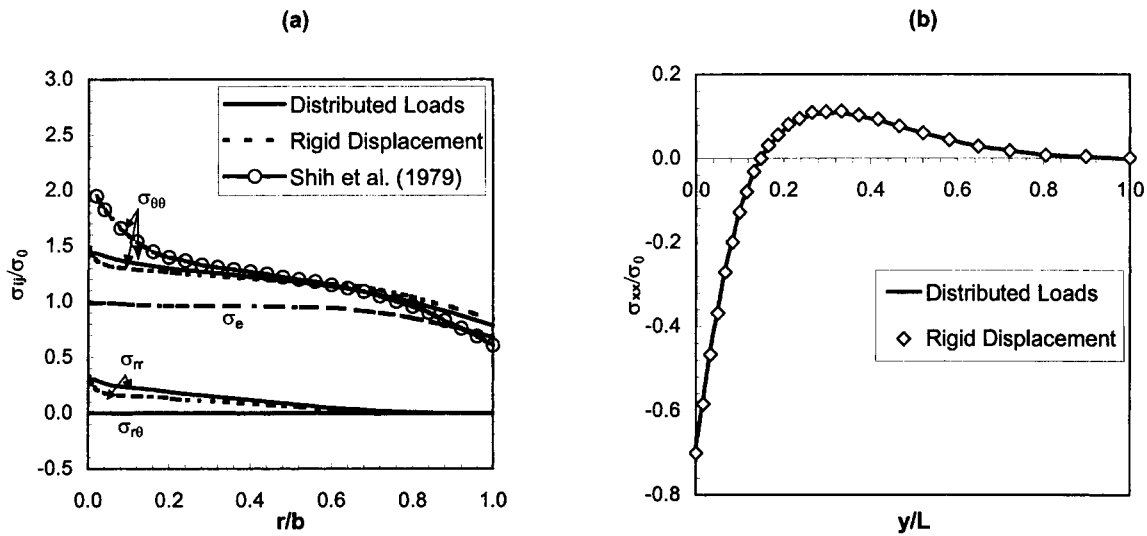 (a)
3.0
2.5
2.0
1.5
1.0
0.5
0.0
-0.5
σij/σ0
Distributed Loads
Rigid Displacement
Shih et al. (1979)
σθθ
σe
σrr
σrθ
0.0 0.2 0.4 0.6 0.8 1.0
r/b
(b)
0.2
0.0
-0.2
-0.4
-0.6
-0.8
σxx/σ0
0.0 0.2 0.4 0.6 0.8 1.0
Distributed Loads
Rigid Displacement
y/L